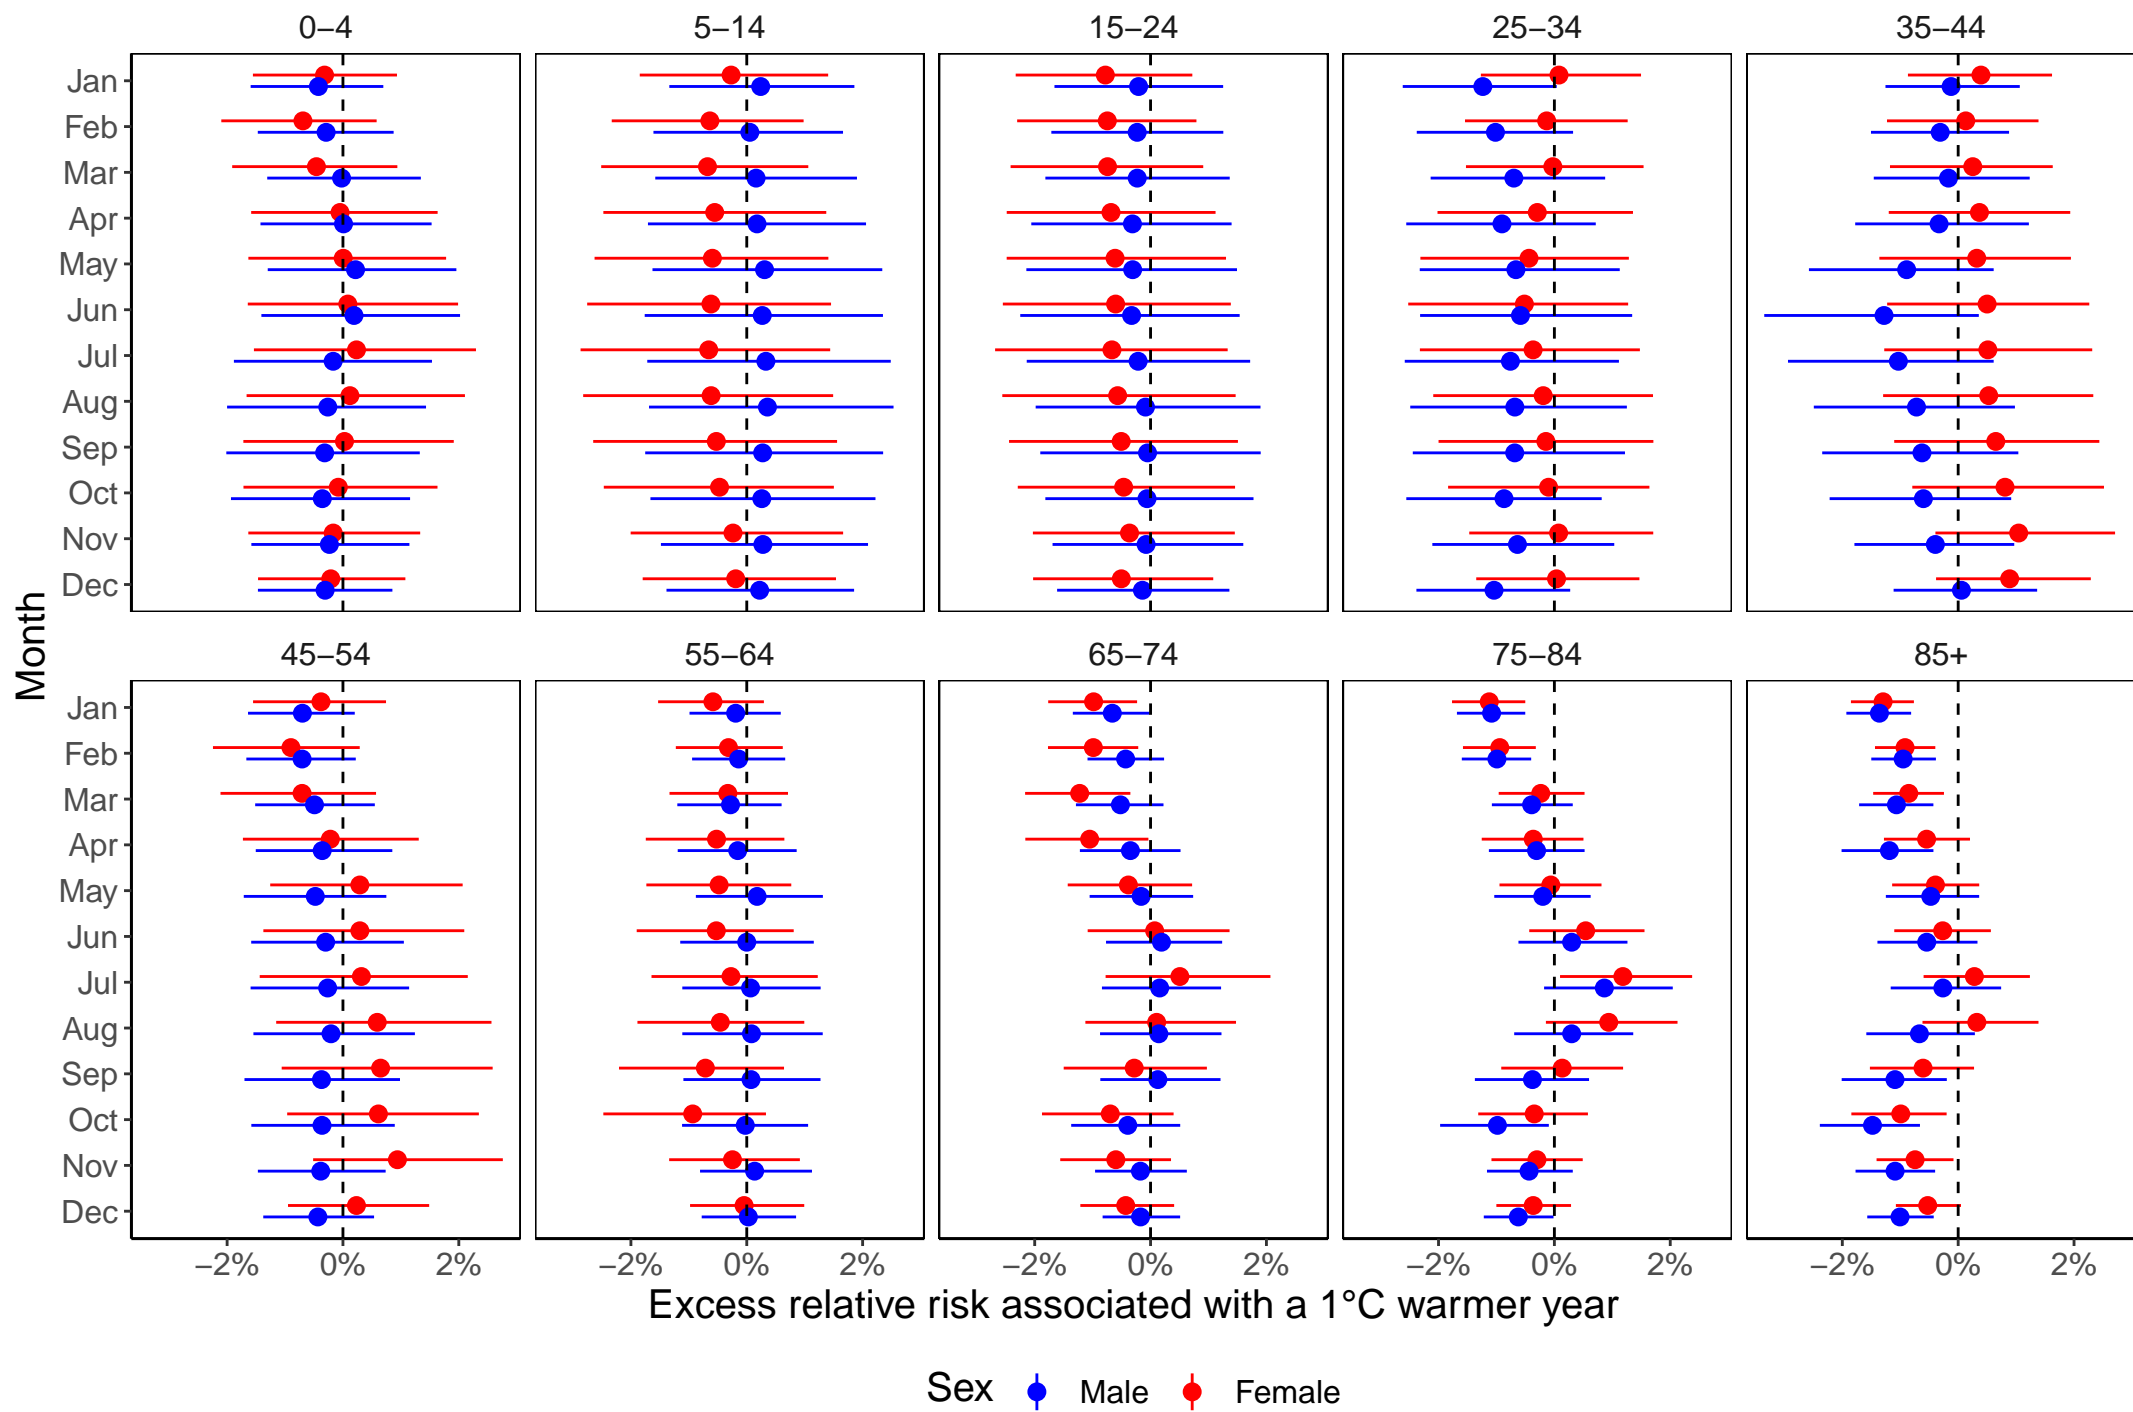 0–4 5–14 15–24 25–34 35–44
Jan
Feb
Mar
Apr
May
Jun
Jul
Aug
Sep
Oct
Nov
Dec
Month
45–54 55–64 65–74 75–84 85+
Jan
Feb
Mar
Apr
May
Jun
Jul
Aug
Sep
Oct
Nov
Dec
−2% 0% 2% −2% 0% 2% −2% 0% 2% −2% 0% 2% −2% 0% 2%
Excess relative risk associated with a 1°C warmer year
Sex Male Female